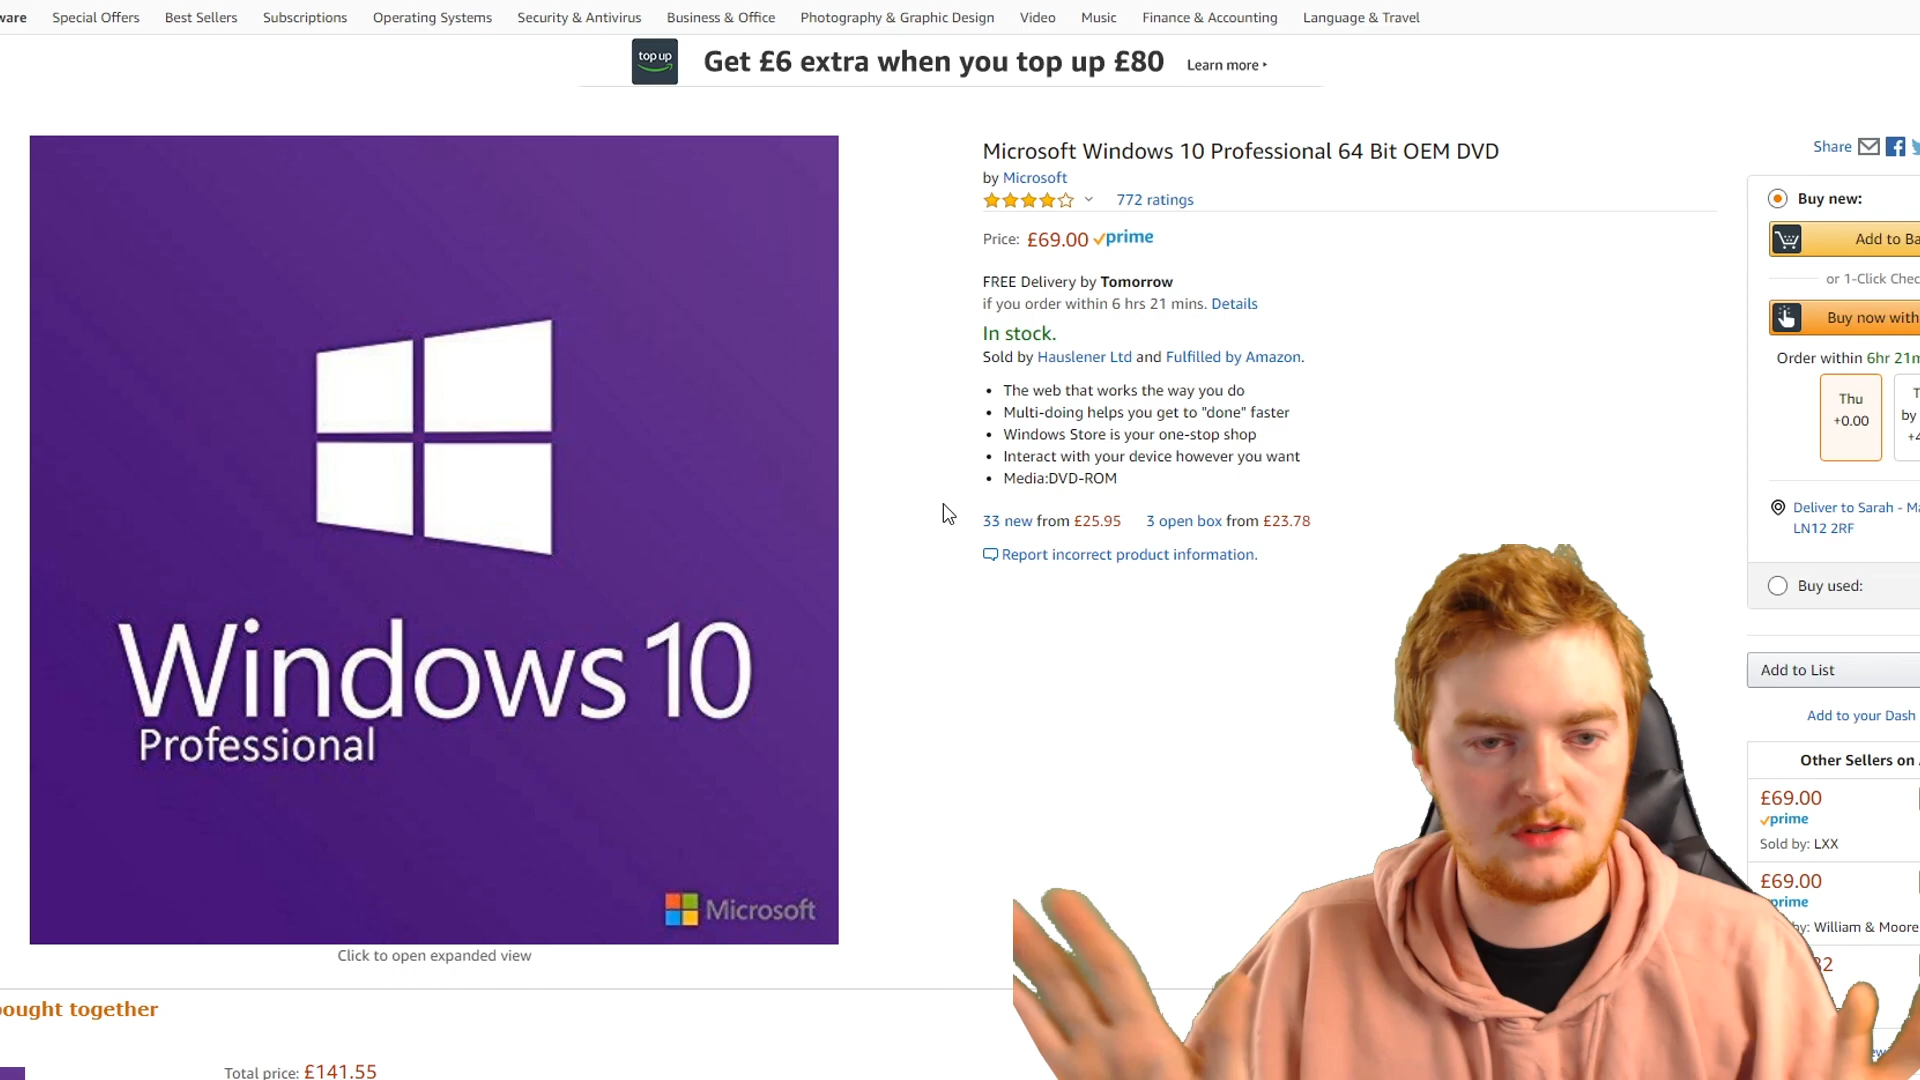 Special Offers Best Sellers Subscriptions Operating Systems Security & Antivirus Business & Office Photography & Graphic Design Video Music Finance & Accounting Language & Travel
top up
Get £6 extra when you top up £80 Learn more
Windows 10
Professional
Microsoft
Click to open expanded view
Microsoft Windows 10 Professional 64 Bit OEM DVD
by Microsoft
772 ratings
Price: £69.00 prime
FREE Delivery by Tomorrow
if you order within 6 hrs 21 mins. Details
In stock.
Sold by Hauslener Ltd and Fulfilled by Amazon.
• The web that works the way you do
• Multi-doing helps you get to "done" faster
• Windows Store is your one-stop shop
• Interact with your device however you want
• Media:DVD-ROM
33 new from £25.95 3 open box from £23.78
Report incorrect product information.
Share
Buy new:
Add to Ba
or 1-Click Chec
Buy now with
Order within 6hr 21m
Thu
+0.00
by
Deliver to Sarah - Ma
LN12 2RF
Buy used:
Add to List
Add to your Dash
Other Sellers on
£69.00
prime
Sold by: LXX
£69.00
prime
by: William & Moore
ought together
Total price: £141.55